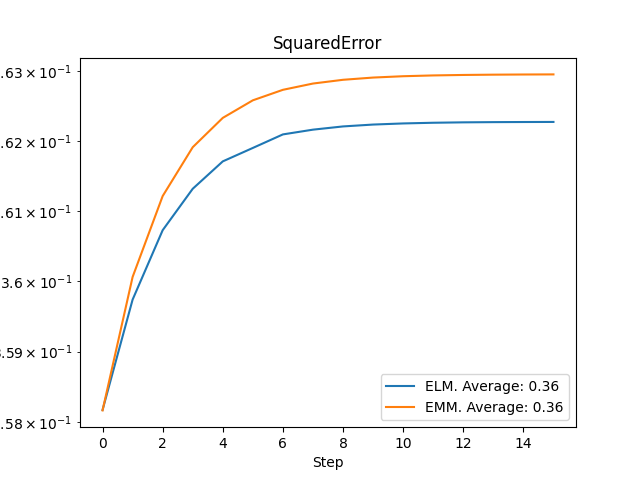 SquaredError
.63 × 10⁻¹
.62 × 10⁻¹
.61 × 10⁻¹
3.6 × 10⁻¹
3.59 × 10⁻¹
.58 × 10⁻¹
ELM. Average: 0.36
EMM. Average: 0.36
0 2 4 6 8 10 12 14
Step